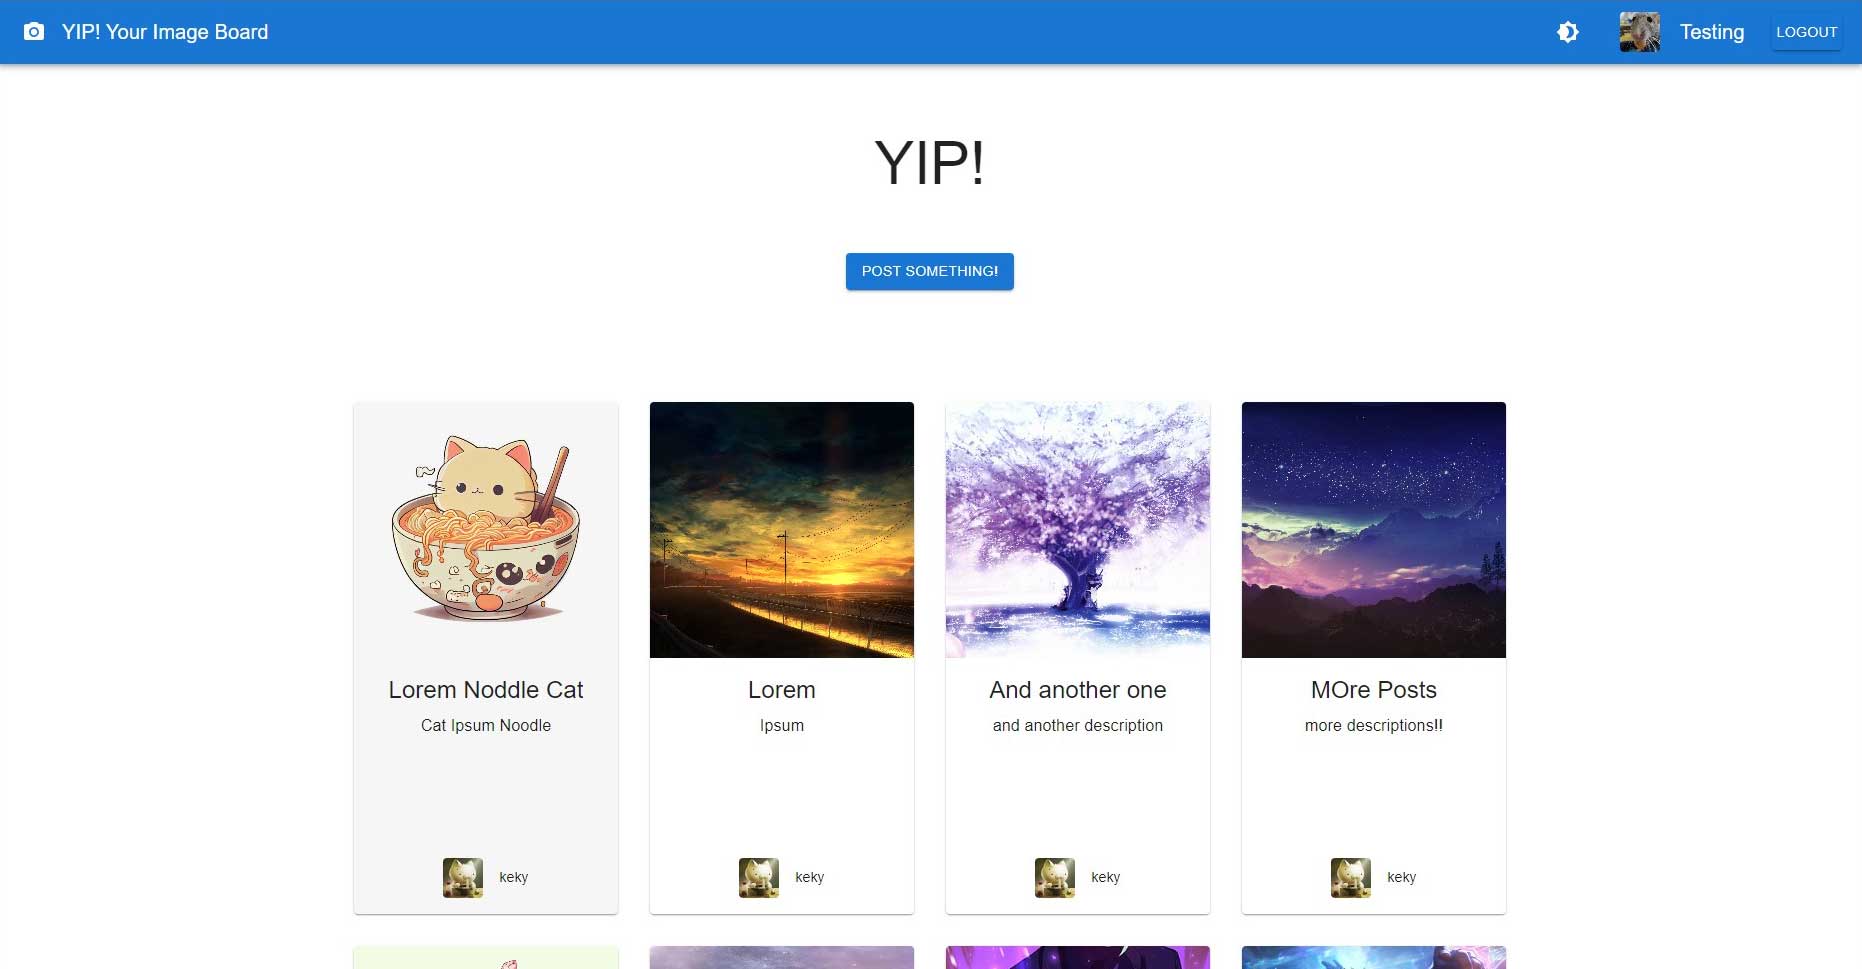 YIP! Your Image Board
Testing
LOGOUT
YIP!
POST SOMETHING!
Lorem Noddle Cat
Cat Ipsum Noodle
keky
Lorem
Ipsum
keky
And another one
and another description
keky
MOre Posts
more descriptions!!
keky